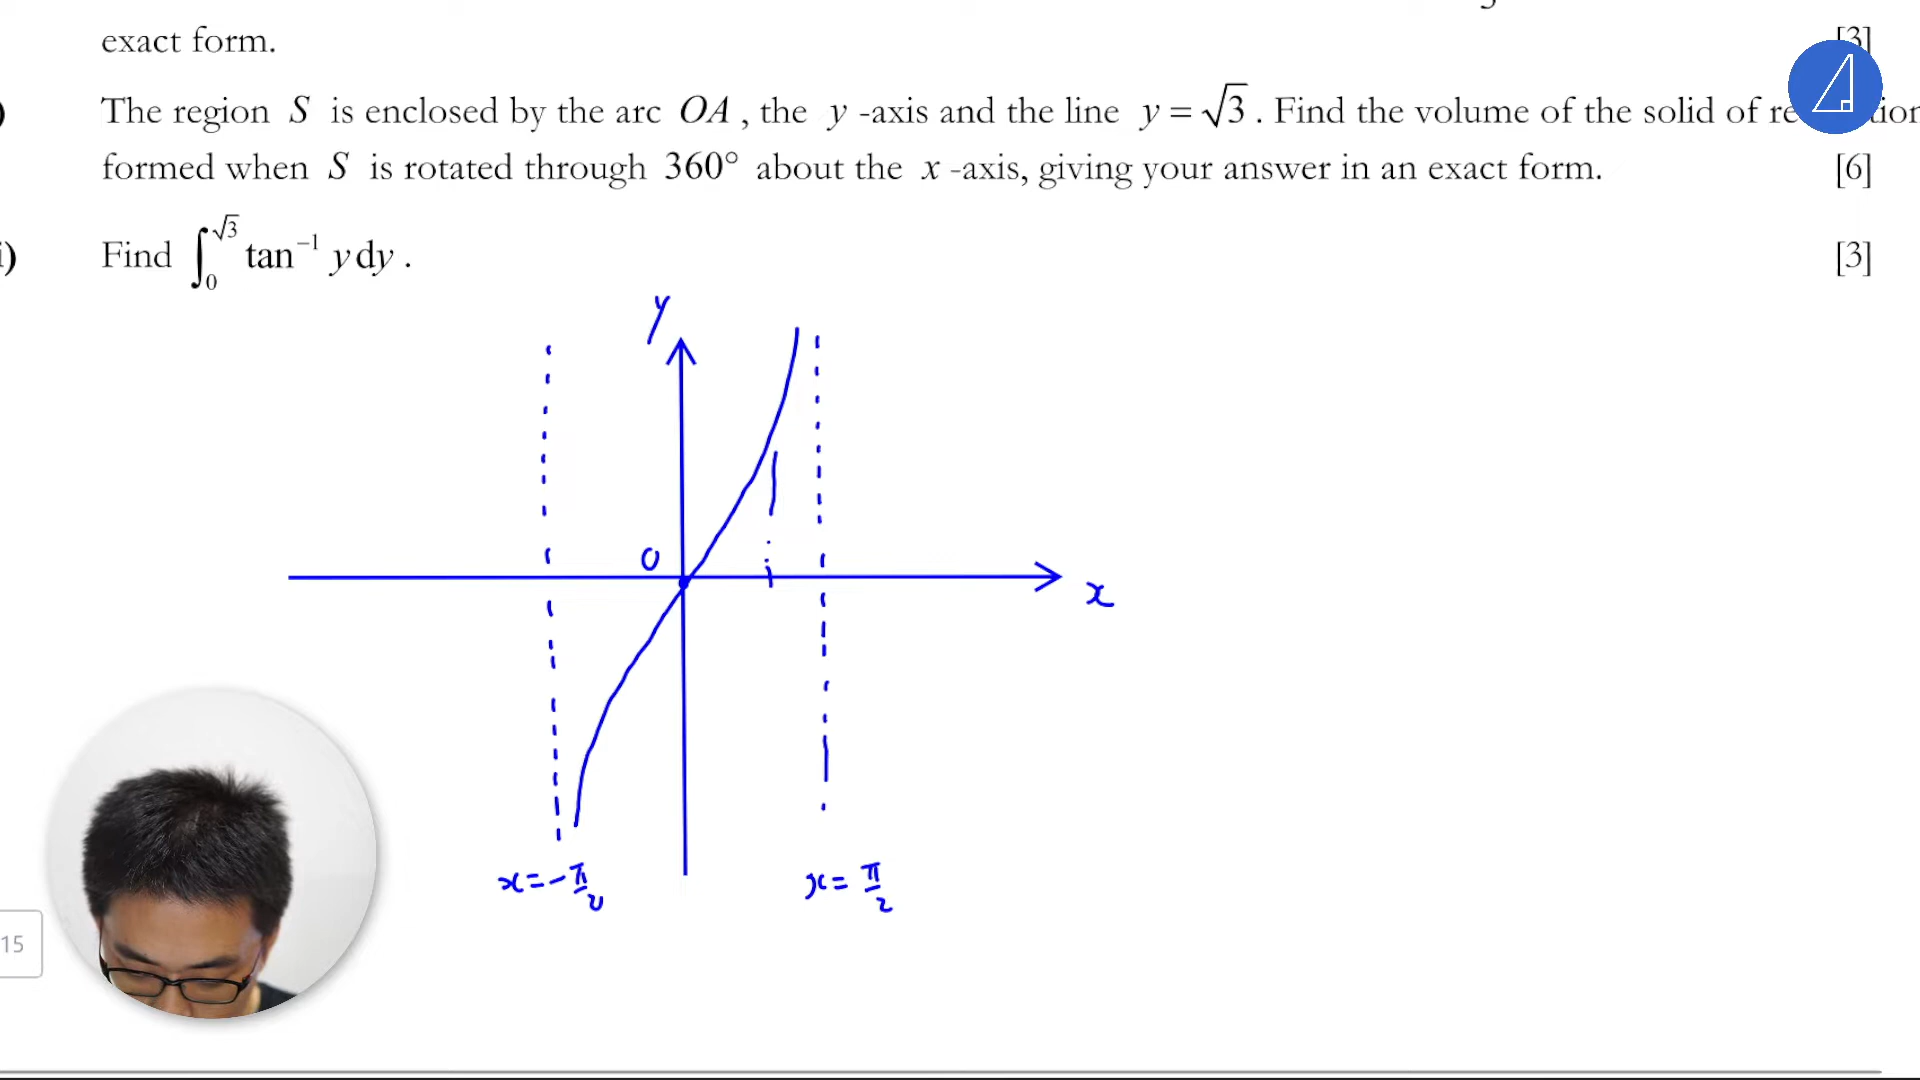 exact form. [3]
) The region S is enclosed by the arc OA, the y-axis and the line y = √3. Find the volume of the solid of
formed when S is rotated through 360° about the x-axis, giving your answer in an exact form. [6]
i) Find ∫₀^√3 tan⁻¹ y dy. [3]
y
O
x
x = -π/2
x = π/2
15